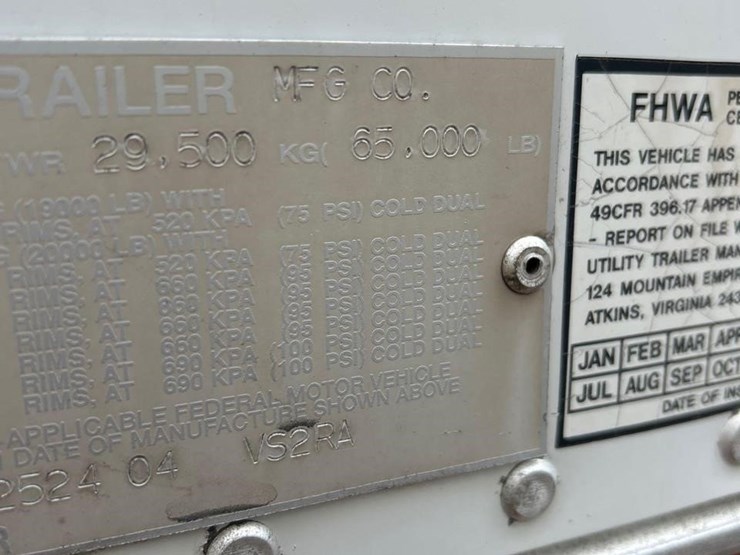 RAILER MFG CO.
WR 29,500 KG( 65,000 LB)
(19000 LB) WITH
RIMS, AT 520 KPA (75 PSI) COLD DUAL
(20000 LB) WITH
RIMS, AT KPA PSI) COLD DUAL
RIMS, AT 660 KPA PSI) COLD DUAL
RIMS, AT 660 KPA (95 PSI) COLD DUAL
RIMS, AT 660 KPA (95 PSI) COLD DUAL
RIMS, AT 660 KPA (95 PSI) COLD DUAL
RIMS, AT 690 KPA (100 PSI) COLD DUAL
RIMS, AT 690 KPA (100 PSI) COLD DUAL
APPLICABLE FEDERAL MOTOR VEHICLE
DATE OF MANUFACTURE SHOWN ABOVE
2524 04 VS2RA
FHWA PE
CE
THIS VEHICLE HAS
ACCORDANCE WITH
49CFR 396.17 APPEN
- REPORT ON FILE W
UTILITY TRAILER MAN
124 MOUNTAIN EMPIR
ATKINS, VIRGINIA 243
JAN FEB MAR APR
JUL AUG SEP OCT
DATE OF INS